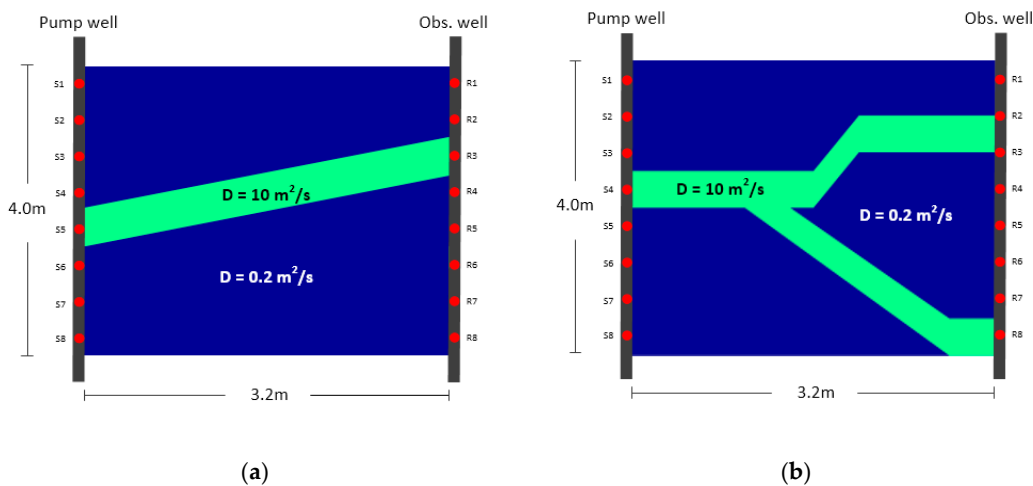 Pump well
Obs. well
S1
S2
S3
S4
S5
S6
S7
S8
R1
R2
R3
R4
R5
R6
R7
R8
4.0m
D = 10 m²/s
D = 0.2 m²/s
3.2m
(a)
Pump well
Obs. well
S1
S2
S3
S4
S5
S6
S7
S8
R1
R2
R3
R4
R5
R6
R7
R8
4.0m
D = 10 m²/s
D = 0.2 m²/s
3.2m
(b)